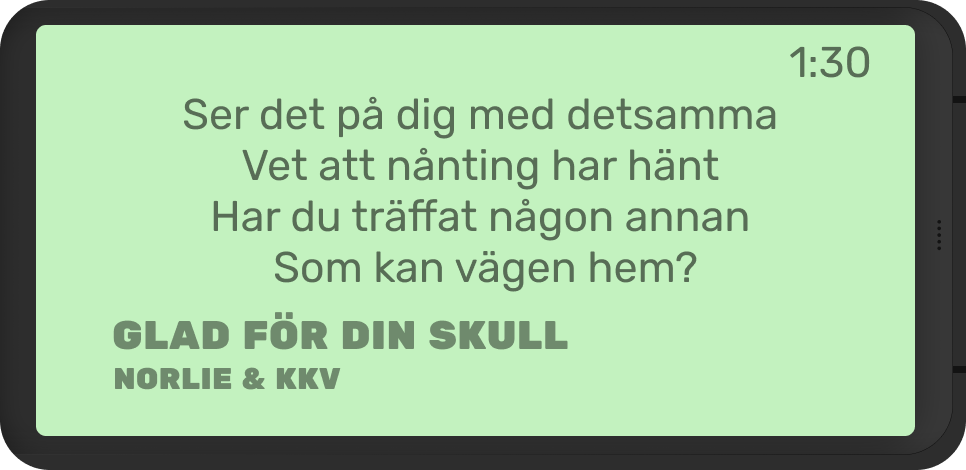 1:30
Ser det på dig med detsamma
Vet att nånting har hänt
Har du träffat någon annan
Som kan vägen hem?
GLAD FÖR DIN SKULL
NORLIE & KKV